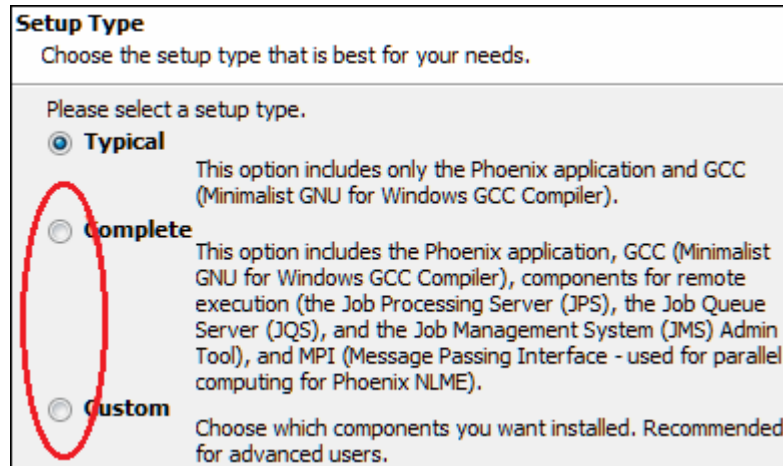 Setup Type
Choose the setup type that is best for your needs.
Please select a setup type.
Typical
This option includes only the Phoenix application and GCC
(Minimalist GNU for Windows GCC Compiler).
Complete
This option includes the Phoenix application, GCC (Minimalist
GNU for Windows GCC Compiler), components for remote
execution (the Job Processing Server (JPS), the Job Queue
Server (JQS), and the Job Management System (JMS) Admin
Tool), and MPI (Message Passing Interface - used for parallel
computing for Phoenix NLME).
Custom
Choose which components you want installed. Recommended
for advanced users.